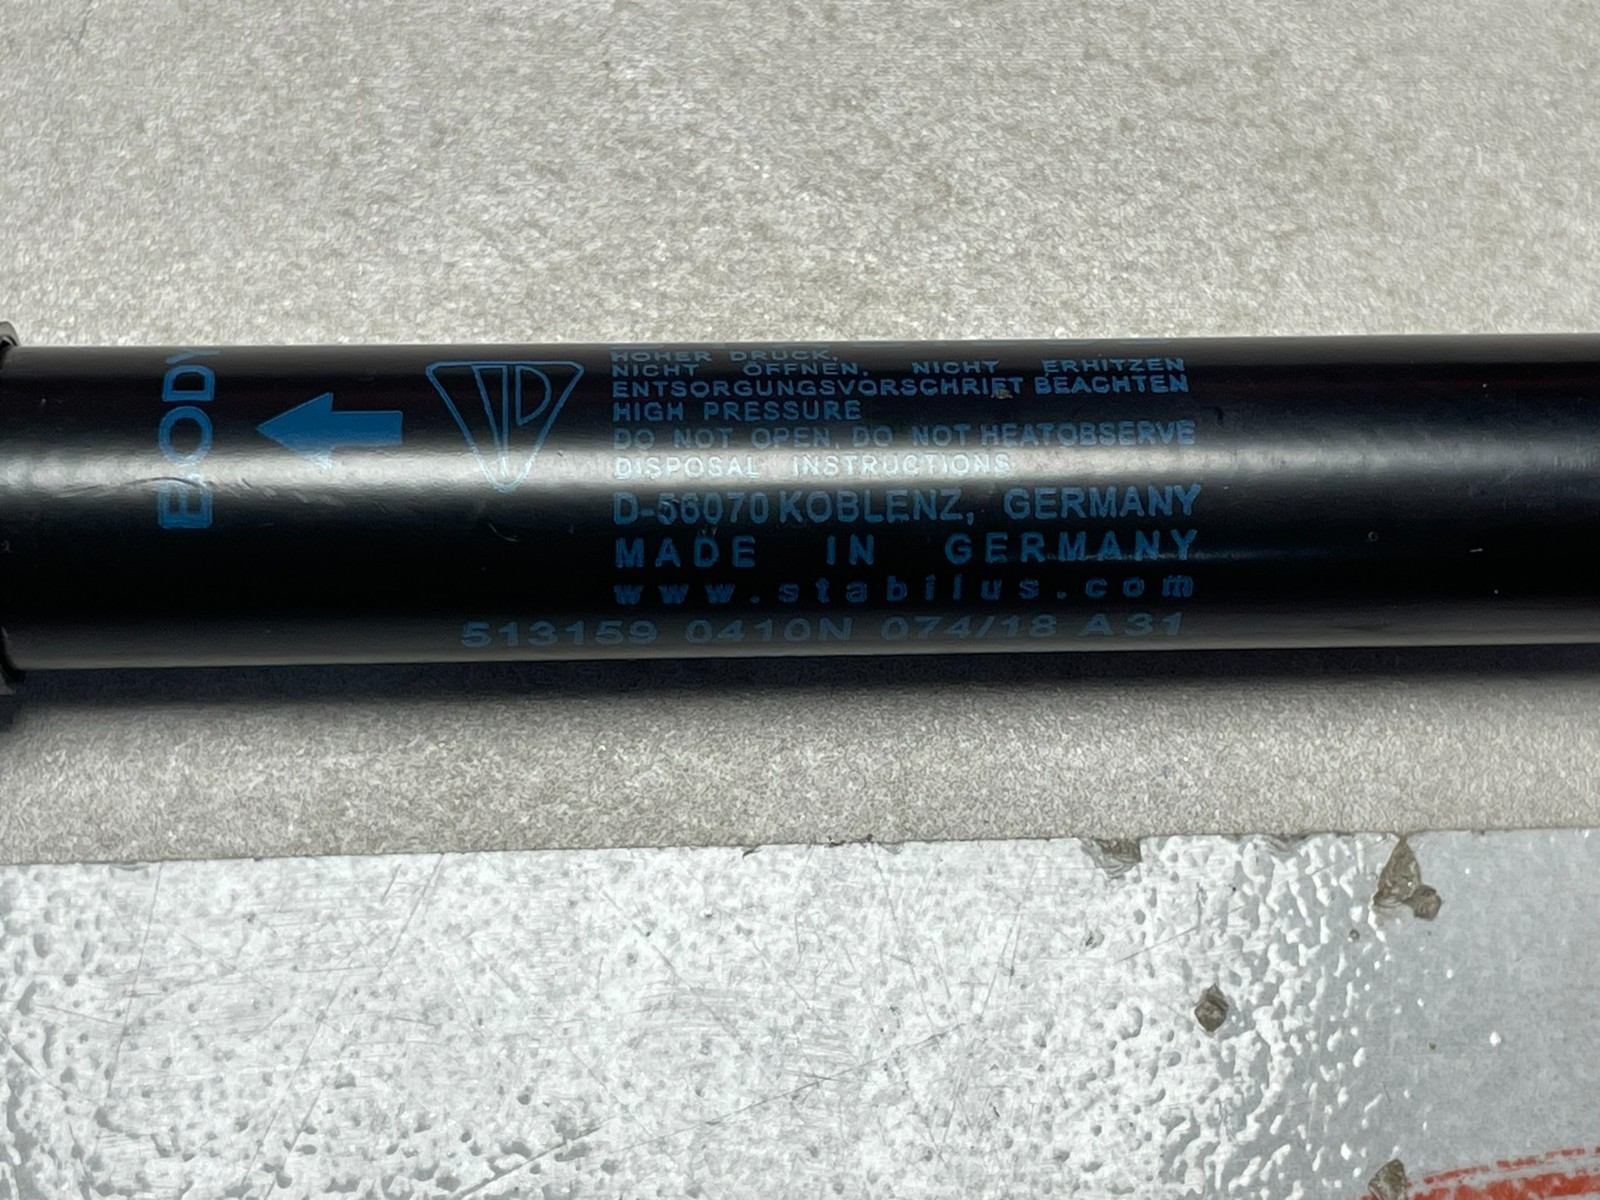 BODY
HOHER DRUCK,
NICHT ÖFFNEN, NICHT ERHITZEN
ENTSORGUNGSVORSCHRIFT BEACHTEN
HIGH PRESSURE
DO NOT OPEN, DO NOT HEATOBSERVE
DISPOSAL INSTRUCTIONS
D-56070 KOBLENZ, GERMANY
MADE IN GERMANY
www.stabilus.com
513159 0410N 074/18 A31